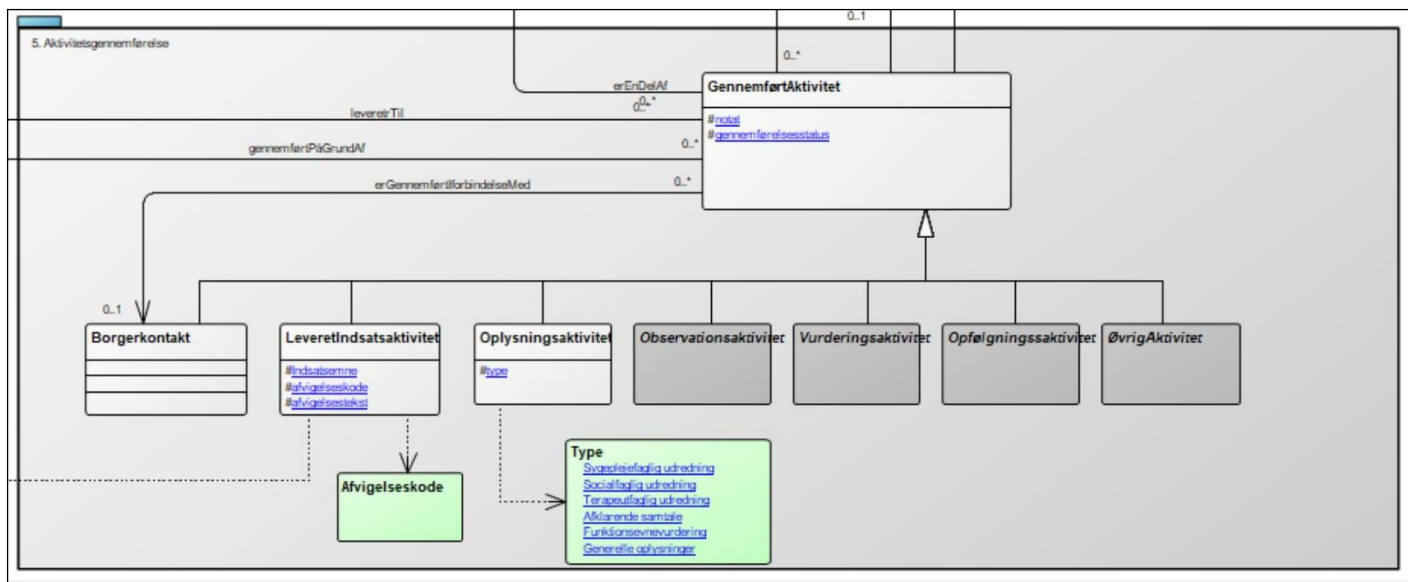 0..1
5. Aktivitetsgennemførelse
0..*
erEnDelAf
0..*
0..*
GennemførtAktivitet
#notat
#gennemførelsesstatus
leveretrTil
gennemførtPåGrundAf
0..*
erGennemførtIforbindelseMed
0..*
0..1
Borgerkontakt
LeveretIndsatsaktivitet
#Indsatsemne
#afvigelseskode
#afvigelsestekst
Oplysningsaktivitet
#type
Observationsaktivitet
Vurderingsaktivitet
Opfølgningssaktivitet
ØvrigAktivitet
Afvigelseskode
Type
Sygeplejefaglig udredning
Socialfaglig udredning
Terapeutfaglig udredning
Afklarende samtale
Funktionsevnevurdering
Generelle oplysninger